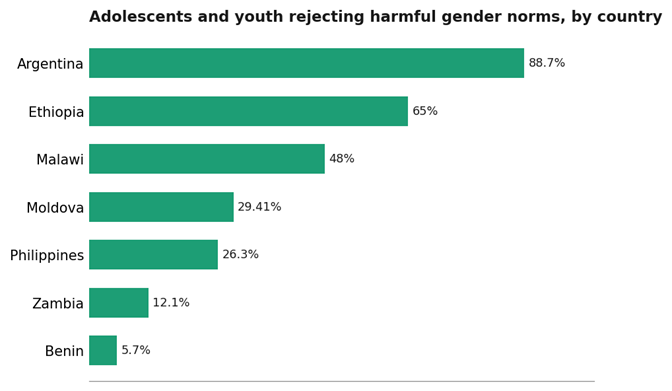 Adolescents and youth rejecting harmful gender norms, by country
Argentina 88.7%
Ethiopia 65%
Malawi 48%
Moldova 29.41%
Philippines 26.3%
Zambia 12.1%
Benin 5.7%